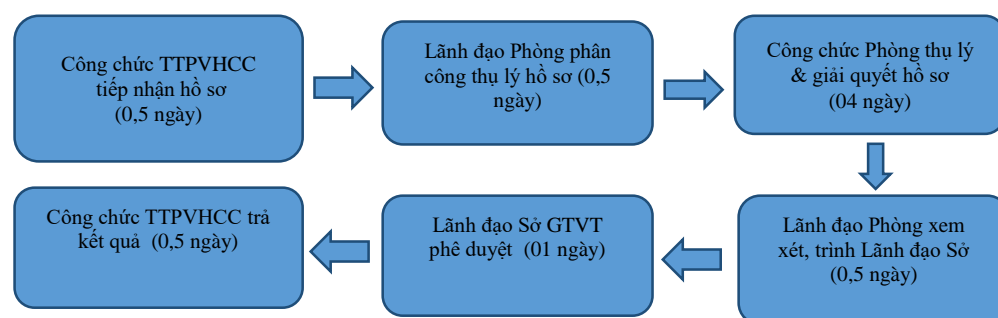 Công chức TTPVHCC
tiếp nhận hồ sơ
(0,5 ngày)
Lãnh đạo Phòng phân
công thụ lý hồ sơ (0,5
ngày)
Công chức Phòng thụ lý
& giải quyết hồ sơ
(04 ngày)
Lãnh đạo Phòng xem
xét, trình Lãnh đạo Sở
(0,5 ngày)
Lãnh đạo Sở GTVT
phê duyệt (01 ngày)
Công chức TTPVHCC trả
kết quả (0,5 ngày)